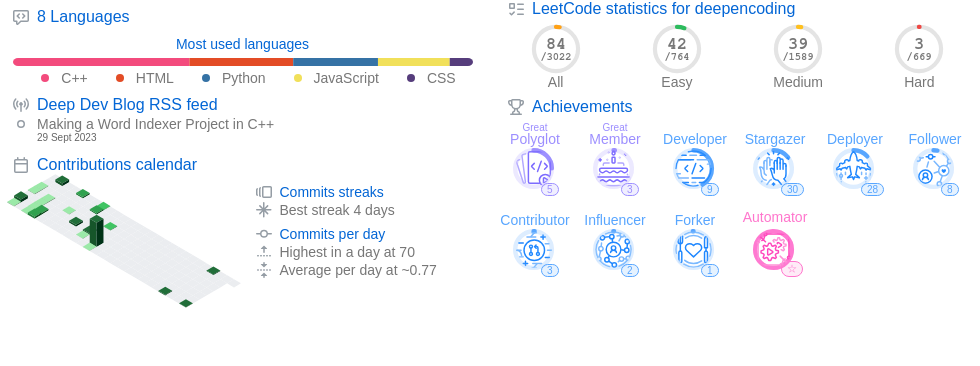 8 Languages
Most used languages
C++ HTML Python JavaScript CSS
Deep Dev Blog RSS feed
Making a Word Indexer Project in C++
29 Sept 2023
Contributions calendar
Commits streaks
Best streak 4 days
Commits per day
Highest in a day at 70
Average per day at ~0.77
LeetCode statistics for deepencoding
84 42 39 3
/3022 /764 /1589 /669
All Easy Medium Hard
Achievements
Great Great
Polyglot Member Developer Stargazer Deployer Follower
5 3 9 30 28 8
Contributor Influencer Forker Automator
3 2 1